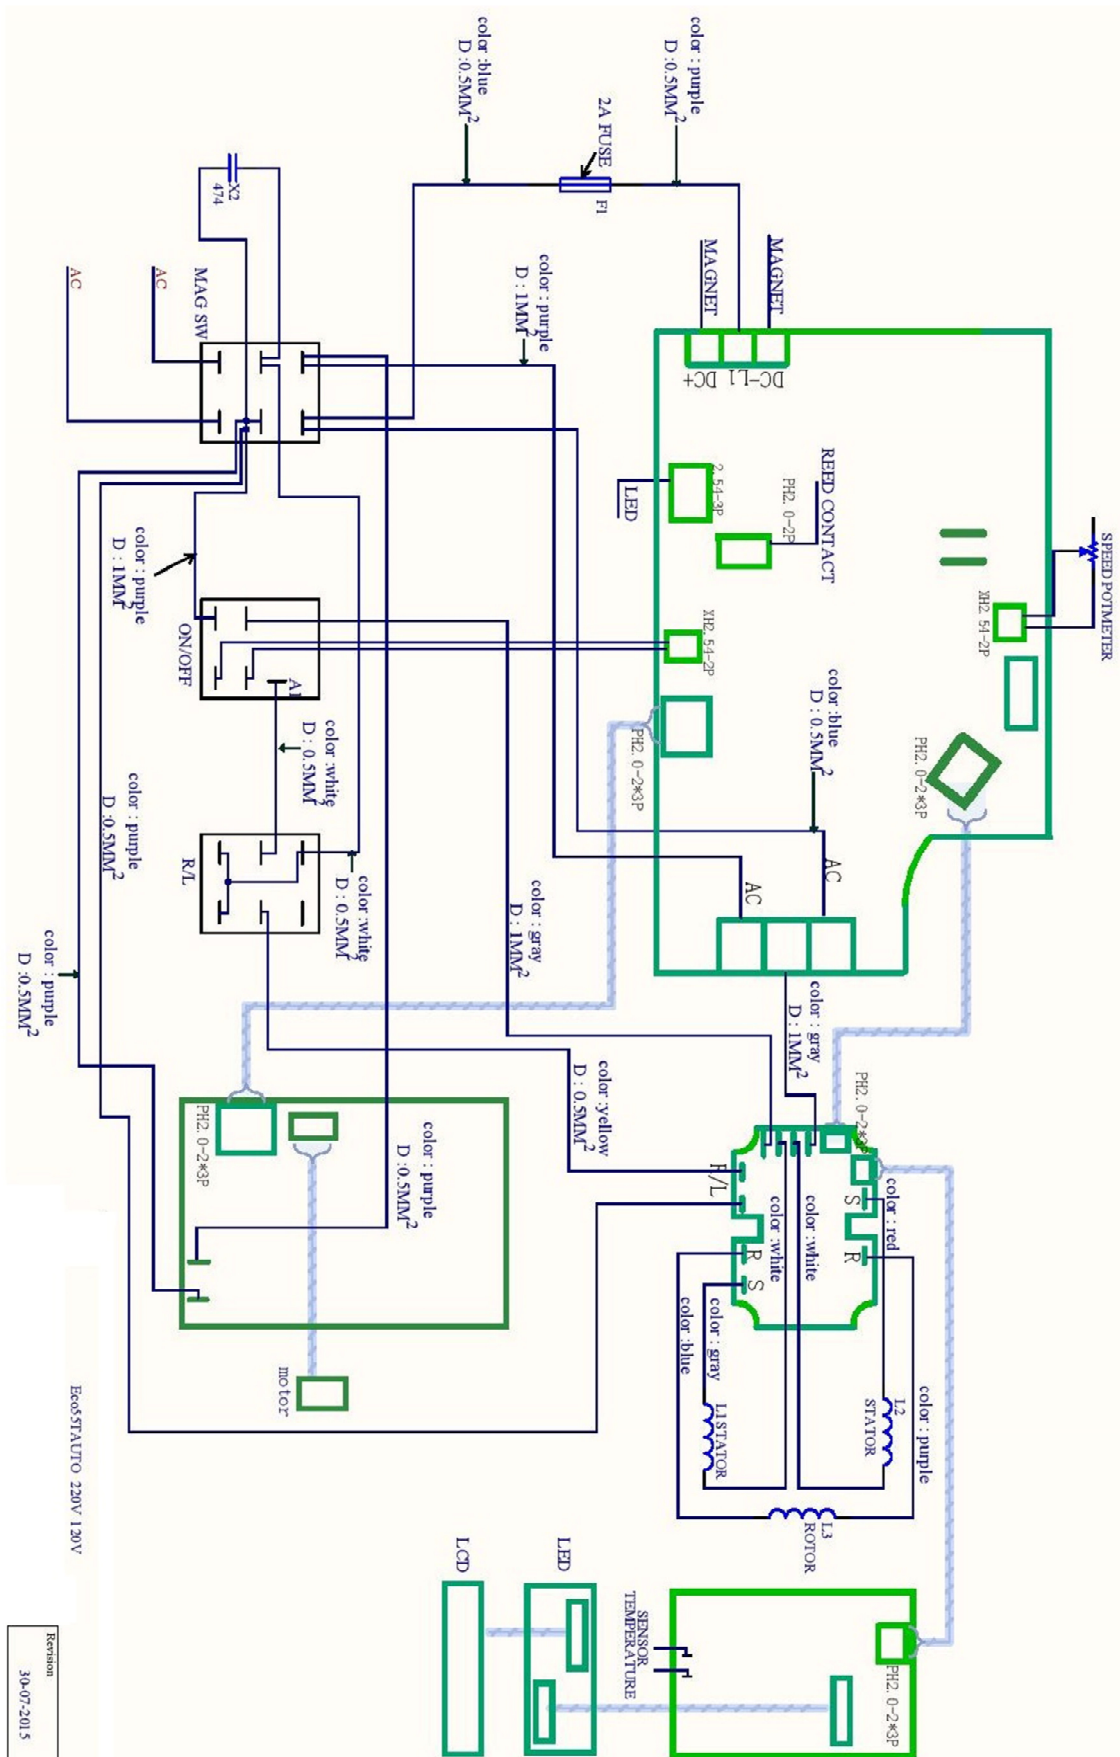 color :blue
D :0.5MM²
color : purple
D :0.5MM²
2A FUSE
F1
X2
474
MAGNET
MAGNET
color : purple
D : 1MM²
AC
AC
MAG SW
DC+
DC-L1
REED CONTACT
PH2. 0-2P
2. 54-3P
LED
SPEED POTMETER
XH2. 54-2P
XH2. 54-2P
color : purple
D : 1MM²
ON/OFF
A1
color :white
D : 0.5MM²
color :blue
D : 0.5MM²
PH2. 0-2*3P
PH2. 0-2*3P
color : purple
D :0.5MM²
R/L
color :white
D : 0.5MM²
color : gray
D : 1MM²
AC
AC
color : purple
D :0.5MM²
color : gray
D : 1MM²
color :yellow
D : 0.5MM²
PH2. 0-2*3P
PH2. 0-2*3P
color : purple
D :0.5MM²
R/L
color : red
color :white
color :white
S
R
R
S
color : gray
color :blue
color : purple
motor
L1STATOR
L2
STATOR
L3
ROTOR
Eco55TAUTO 220V 120V
LCD
LED
SENSOR
TEMPERATURE
PH2. 0-2*3P
Revision
30-07-2015